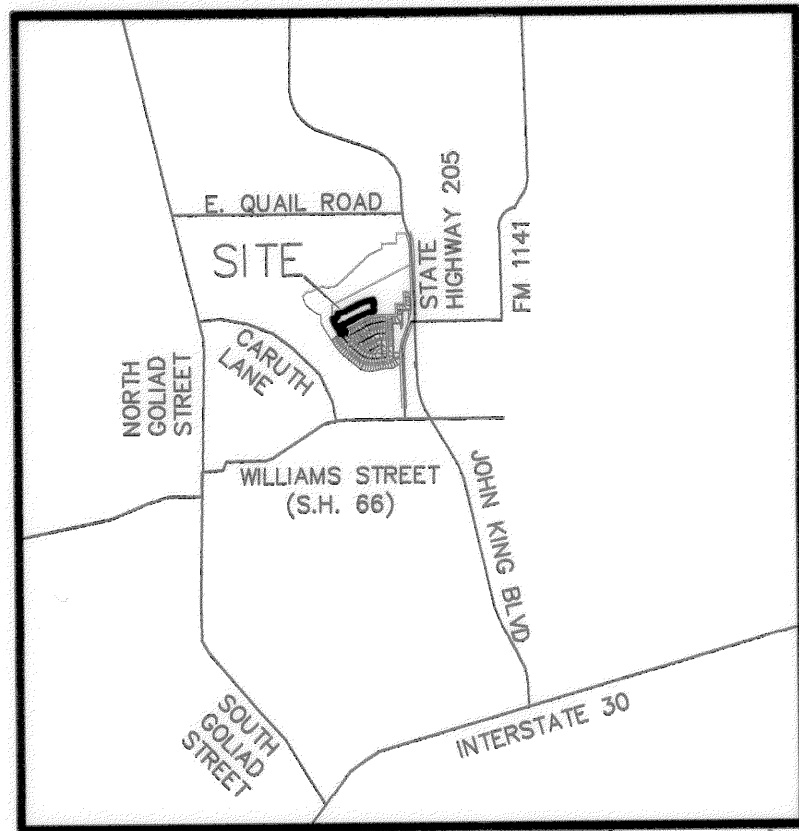 E. QUAIL ROAD
STATE
HIGHWAY 205
FM 1141
SITE
CARUTH
LANE
NORTH
GOLIAD
STREET
WILLIAMS STREET
(S.H. 66)
JOHN KING BLVD
SOUTH
GOLIAD
STREET
INTERSTATE 30